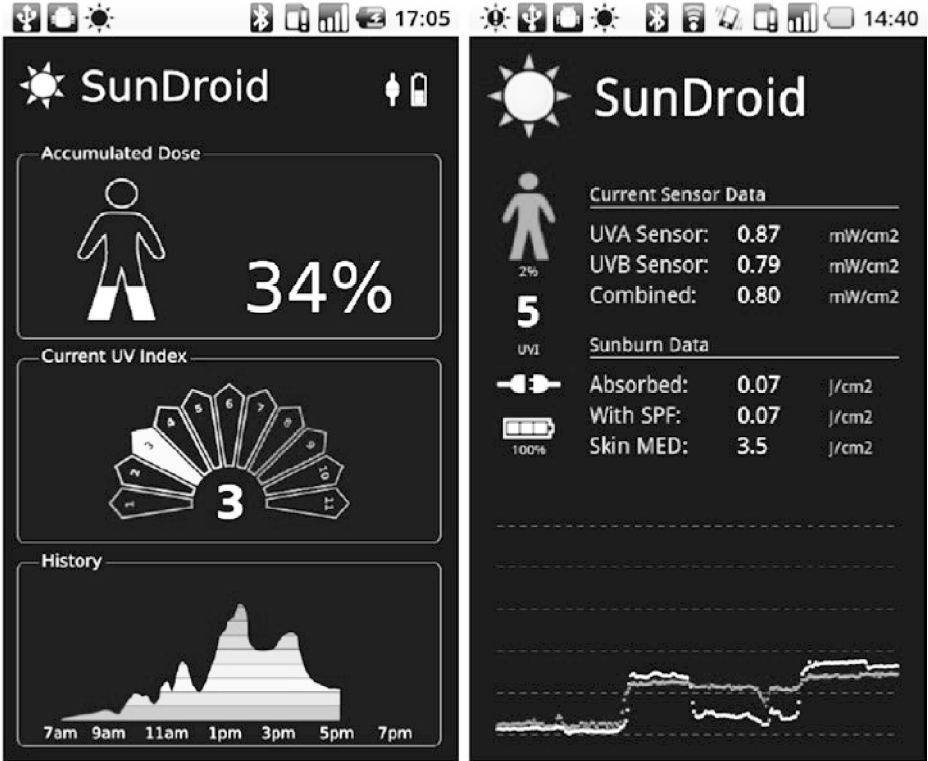 17:05
SunDroid
Accumulated Dose
34%
Current UV Index
1 2 3 4 5 6 7 8 9 10 11
3
History
7am 9am 11am 1pm 3pm 5pm 7pm
14:40
SunDroid
2%
5
UVI
100%
Current Sensor Data
UVA Sensor: 0.87 mW/cm2
UVB Sensor: 0.79 mW/cm2
Combined: 0.80 mW/cm2
Sunburn Data
Absorbed: 0.07 J/cm2
With SPF: 0.07 J/cm2
Skin MED: 3.5 J/cm2